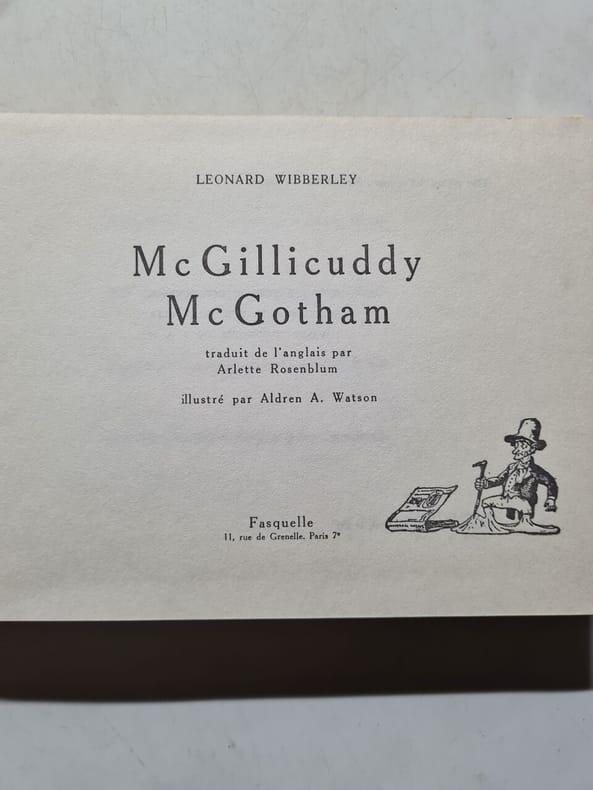 LEONARD WIBBERLEY
McGillicuddy
McGotham
traduit de l'anglais par
Arlette Rosenblum
illustré par Aldren A. Watson
Fasquelle
11, rue de Grenelle, Paris 7e